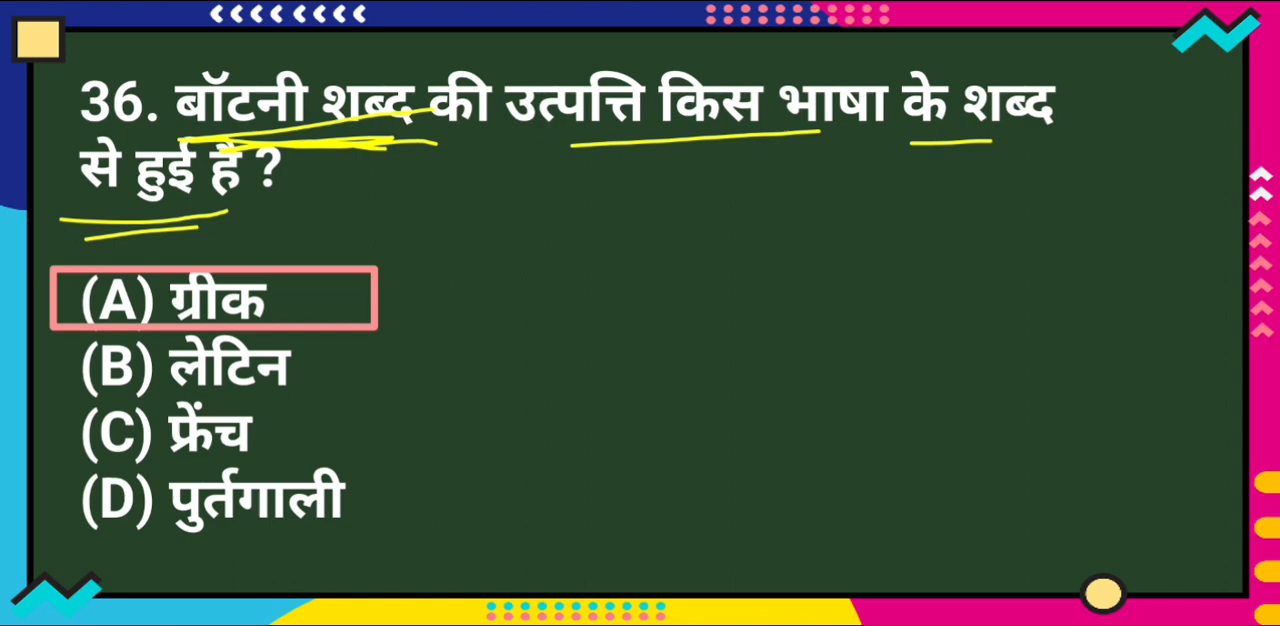 36. बॉटनी शब्द की उत्पत्ति किस भाषा के शब्द
से हुई है ?
(A) ग्रीक
(B) लेटिन
(C) फ्रेंच
(D) पुर्तगाली